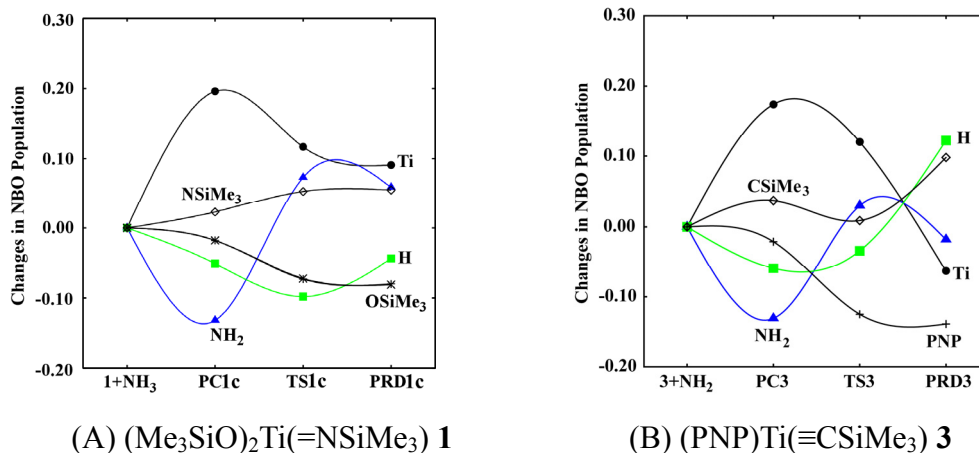 Changes in NBO Population
0.30
0.20
0.10
0.00
-0.10
-0.20
Ti
NSiMe₃
H
OSiMe₃
NH₂
1+NH₃ PC1c TS1c PRD1c
(A) (Me₃SiO)₂Ti(=NSiMe₃) 1
Changes in NBO Population
0.30
0.20
0.10
0.00
-0.10
-0.20
H
CSiMe₃
Ti
NH₂
PNP
3+NH₂ PC3 TS3 PRD3
(B) (PNP)Ti(≡CSiMe₃) 3